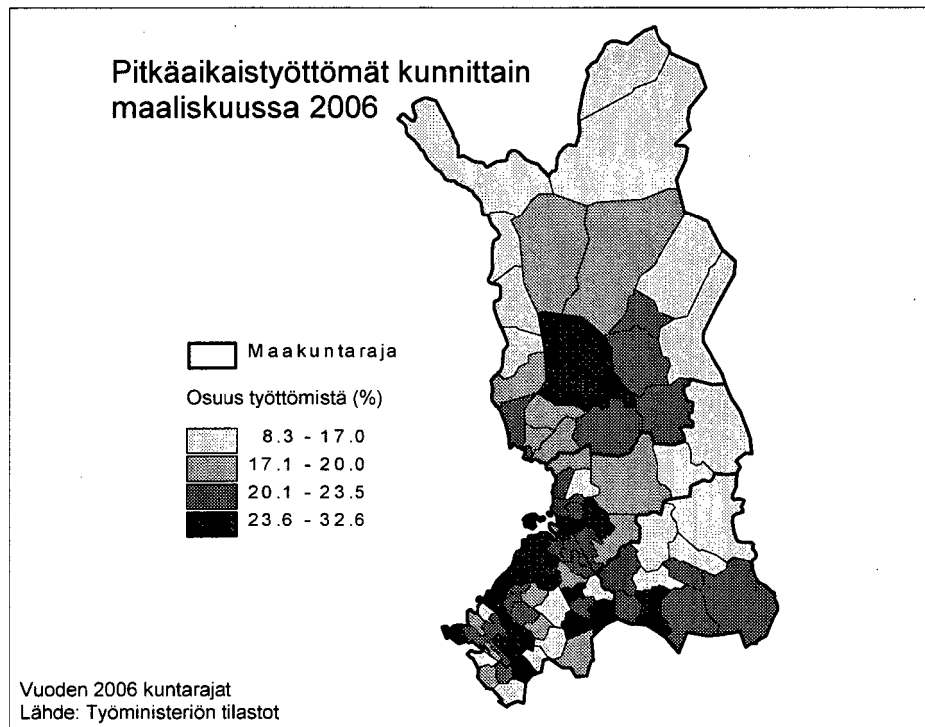 Pitkäaikaistyöttömät kunnittain
maaliskuussa 2006
Maakuntaraja
Osuus työttömistä (%)
8.3 - 17.0
17.1 - 20.0
20.1 - 23.5
23.6 - 32.6
Vuoden 2006 kuntarajat
Lähde: Työministeriön tilastot